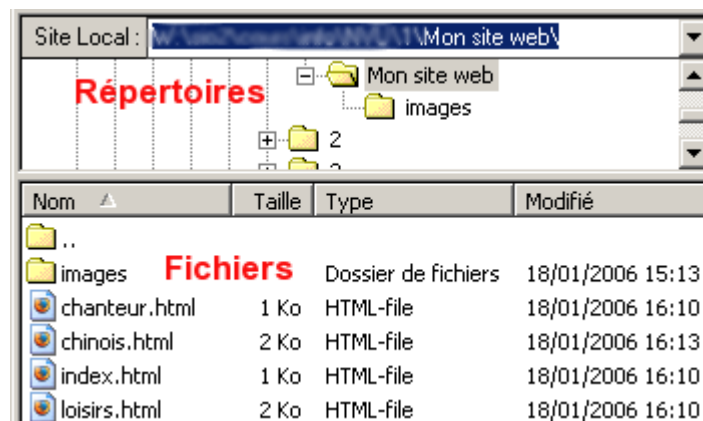 Site Local : \1\Mon site web\
Répertoires
Mon site web
images
2
Nom Taille Type Modifié
..
Fichiers
images Dossier de fichiers 18/01/2006 15:13
chanteur.html 1 Ko HTML-file 18/01/2006 16:10
chinois.html 2 Ko HTML-file 18/01/2006 16:13
index.html 1 Ko HTML-file 18/01/2006 16:10
loisirs.html 2 Ko HTML-file 18/01/2006 16:10